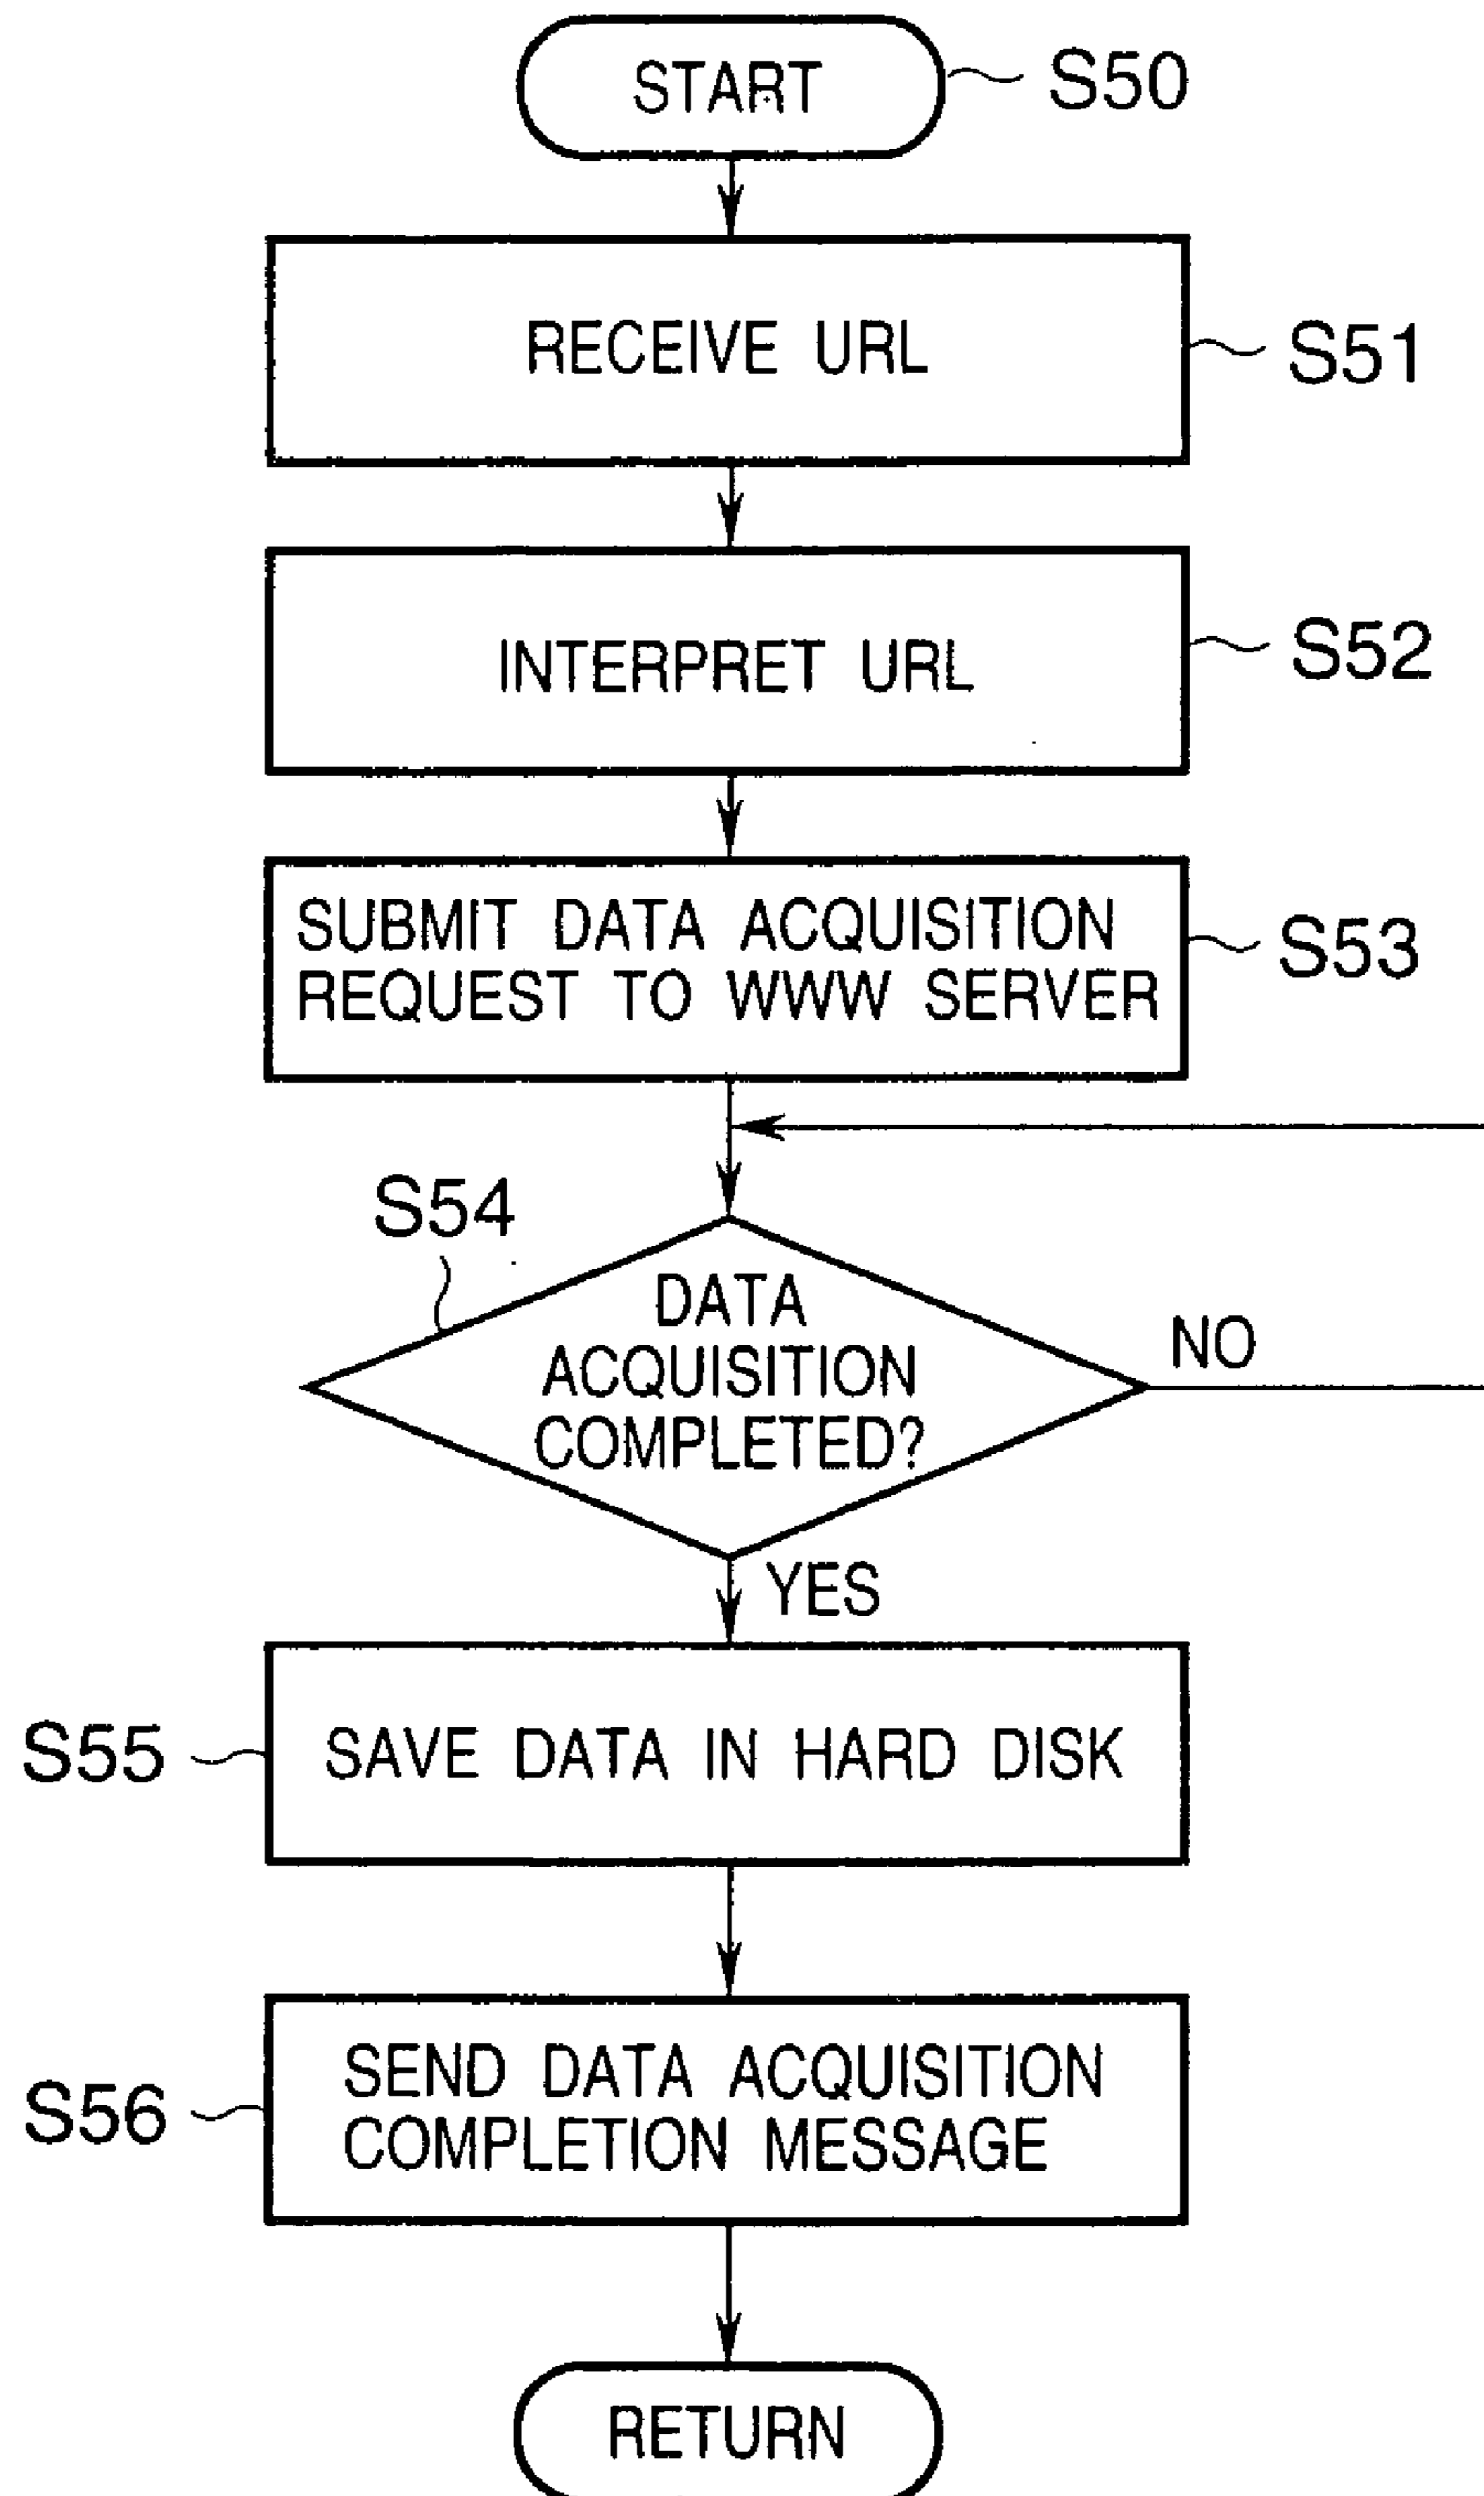 START
S50
RECEIVE URL
S51
INTERPRET URL
S52
SUBMIT DATA ACQUISITION
REQUEST TO WWW SERVER
S53
S54
DATA
ACQUISITION
COMPLETED?
NO
YES
S55
SAVE DATA IN HARD DISK
SEND DATA ACQUISITION
COMPLETION MESSAGE
S56
RETURN